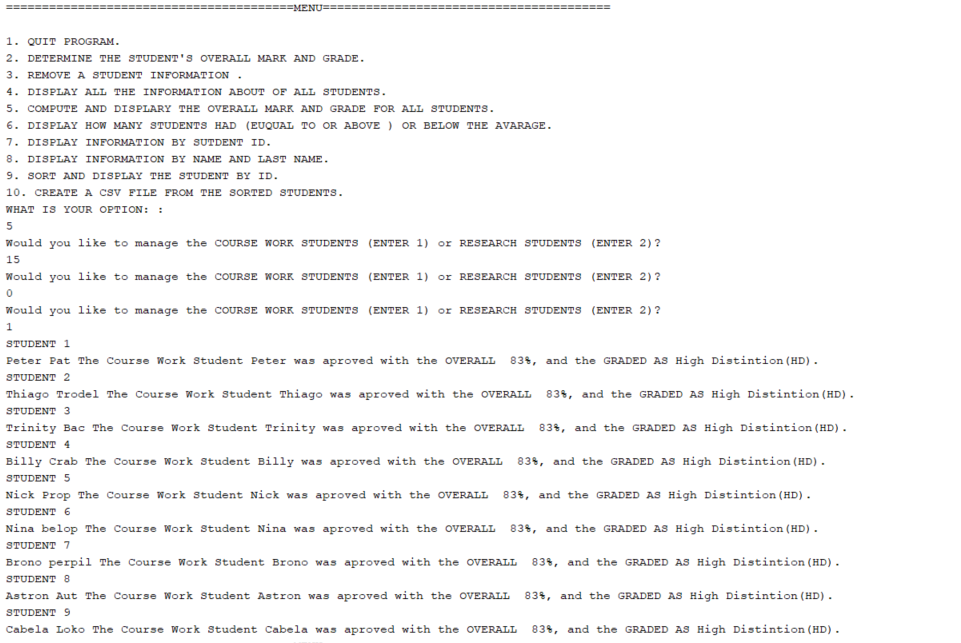 ========================================MENU========================================
1. QUIT PROGRAM.
2. DETERMINE THE STUDENT'S OVERALL MARK AND GRADE.
3. REMOVE A STUDENT INFORMATION .
4. DISPLAY ALL THE INFORMATION ABOUT OF ALL STUDENTS.
5. COMPUTE AND DISPLARY THE OVERALL MARK AND GRADE FOR ALL STUDENTS.
6. DISPLAY HOW MANY STUDENTS HAD (EUQUAL TO OR ABOVE ) OR BELOW THE AVARAGE.
7. DISPLAY INFORMATION BY SUTDENT ID.
8. DISPLAY INFORMATION BY NAME AND LAST NAME.
9. SORT AND DISPLAY THE STUDENT BY ID.
10. CREATE A CSV FILE FROM THE SORTED STUDENTS.
WHAT IS YOUR OPTION: :
5
Would you like to manage the COURSE WORK STUDENTS (ENTER 1) or RESEARCH STUDENTS (ENTER 2)?
15
Would you like to manage the COURSE WORK STUDENTS (ENTER 1) or RESEARCH STUDENTS (ENTER 2)?
0
Would you like to manage the COURSE WORK STUDENTS (ENTER 1) or RESEARCH STUDENTS (ENTER 2)?
1
STUDENT 1
Peter Pat The Course Work Student Peter was aproved with the OVERALL  83%, and the GRADED AS High Distintion(HD).
STUDENT 2
Thiago Trodel The Course Work Student Thiago was aproved with the OVERALL  83%, and the GRADED AS High Distintion(HD).
STUDENT 3
Trinity Bac The Course Work Student Trinity was aproved with the OVERALL  83%, and the GRADED AS High Distintion(HD).
STUDENT 4
Billy Crab The Course Work Student Billy was aproved with the OVERALL  83%, and the GRADED AS High Distintion(HD).
STUDENT 5
Nick Prop The Course Work Student Nick was aproved with the OVERALL  83%, and the GRADED AS High Distintion(HD).
STUDENT 6
Nina belop The Course Work Student Nina was aproved with the OVERALL  83%, and the GRADED AS High Distintion(HD).
STUDENT 7
Brono perpil The Course Work Student Brono was aproved with the OVERALL  83%, and the GRADED AS High Distintion(HD).
STUDENT 8
Astron Aut The Course Work Student Astron was aproved with the OVERALL  83%, and the GRADED AS High Distintion(HD).
STUDENT 9
Cabela Loko The Course Work Student Cabela was aproved with the OVERALL  83%, and the GRADED AS High Distintion(HD).